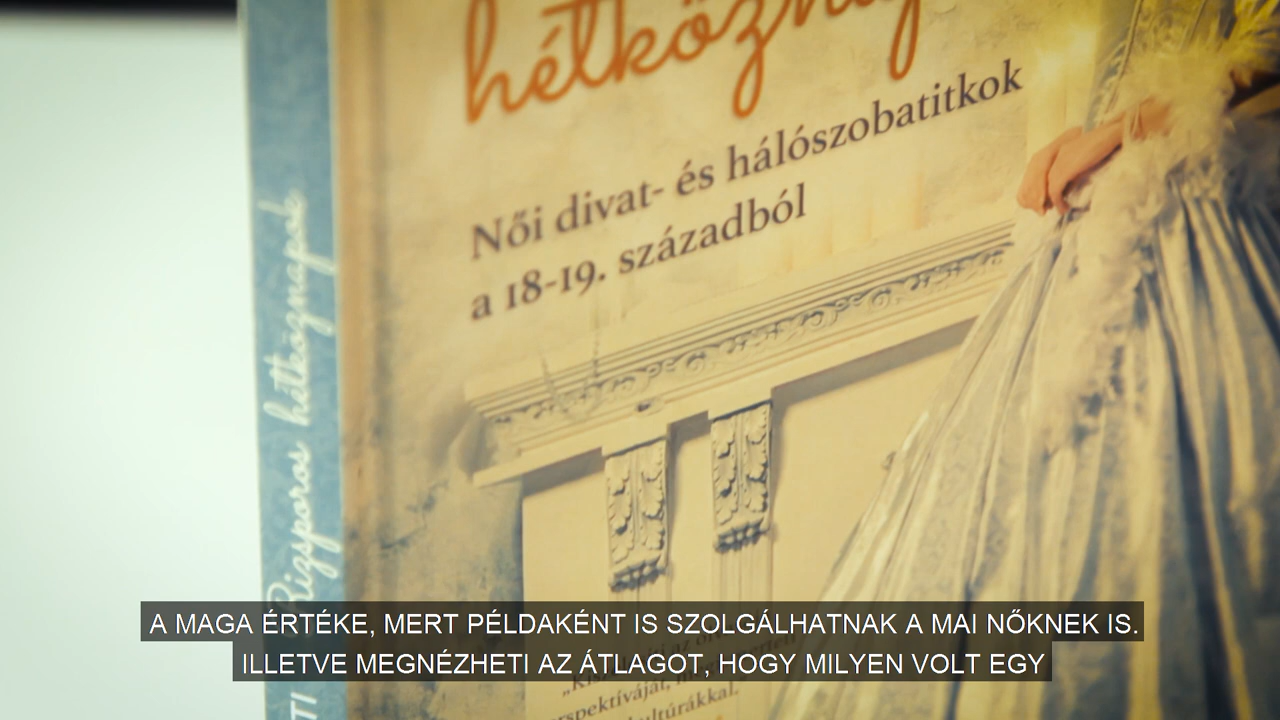 hétköznap
Női divat- és hálószobatitkok
a 18-19. századból
Rizsporos hétköznapok
TI
A MAGA ÉRTÉKE, MERT PÉLDAKÉNT IS SZOLGÁLHATNAK A MAI NŐKNEK IS.
ILLETVE MEGNÉZHETI AZ ÁTLAGOT, HOGY MILYEN VOLT EGY